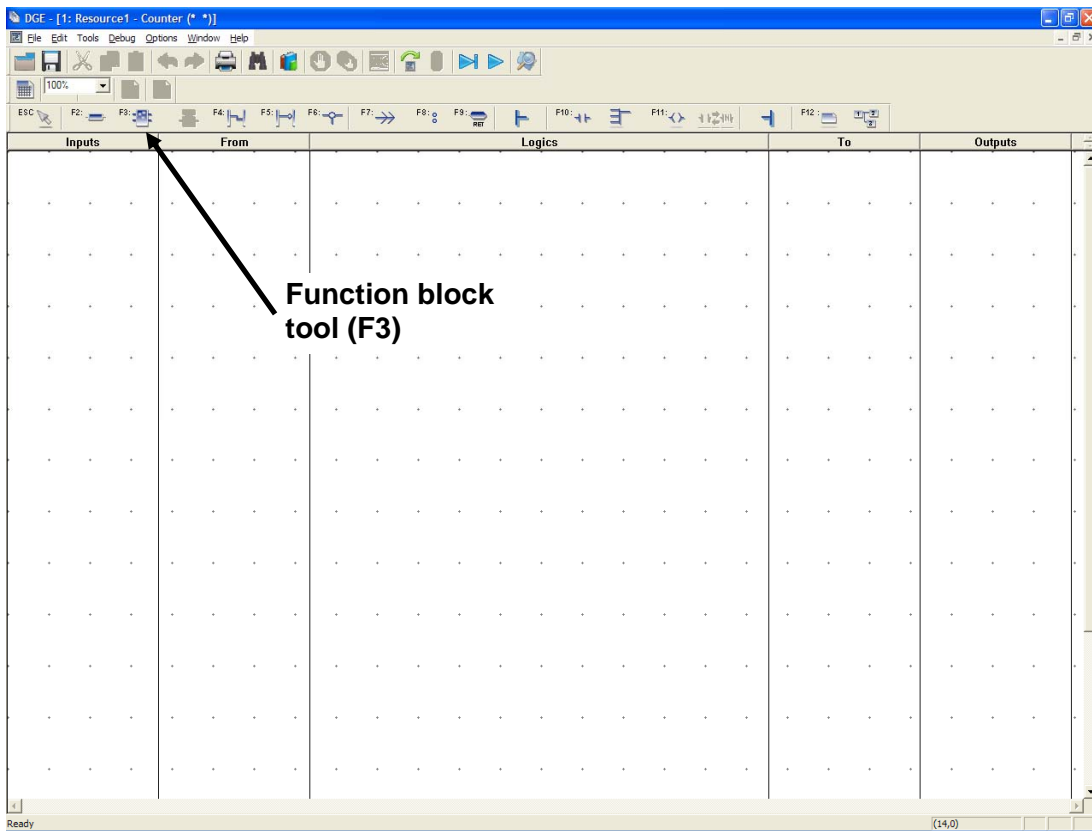 DGE - [1: Resource1 - Counter (* *)]
File Edit Tools Debug Options Window Help
100%
ESC F2: F3: F4: F5: F6: F7: F8: F9: RET F10: F11: F12:
Inputs From Logics To Outputs
Function block
tool (F3)
Ready (14,0)